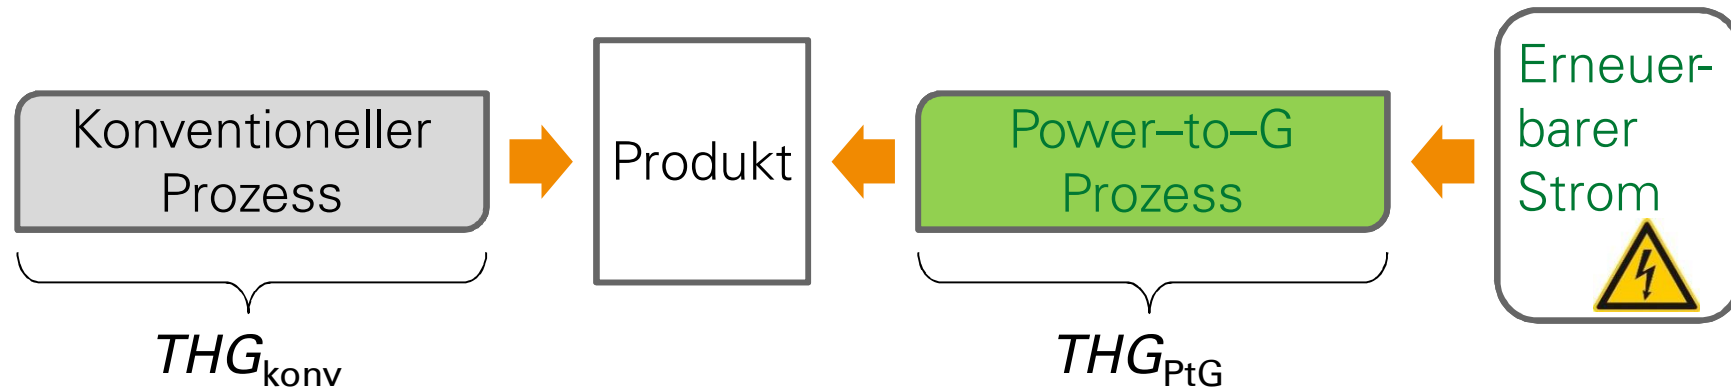 Konventioneller
Prozess
Produkt
Power–to–G
Prozess
Erneuer-
barer
Strom
THGkonv
THGPtG